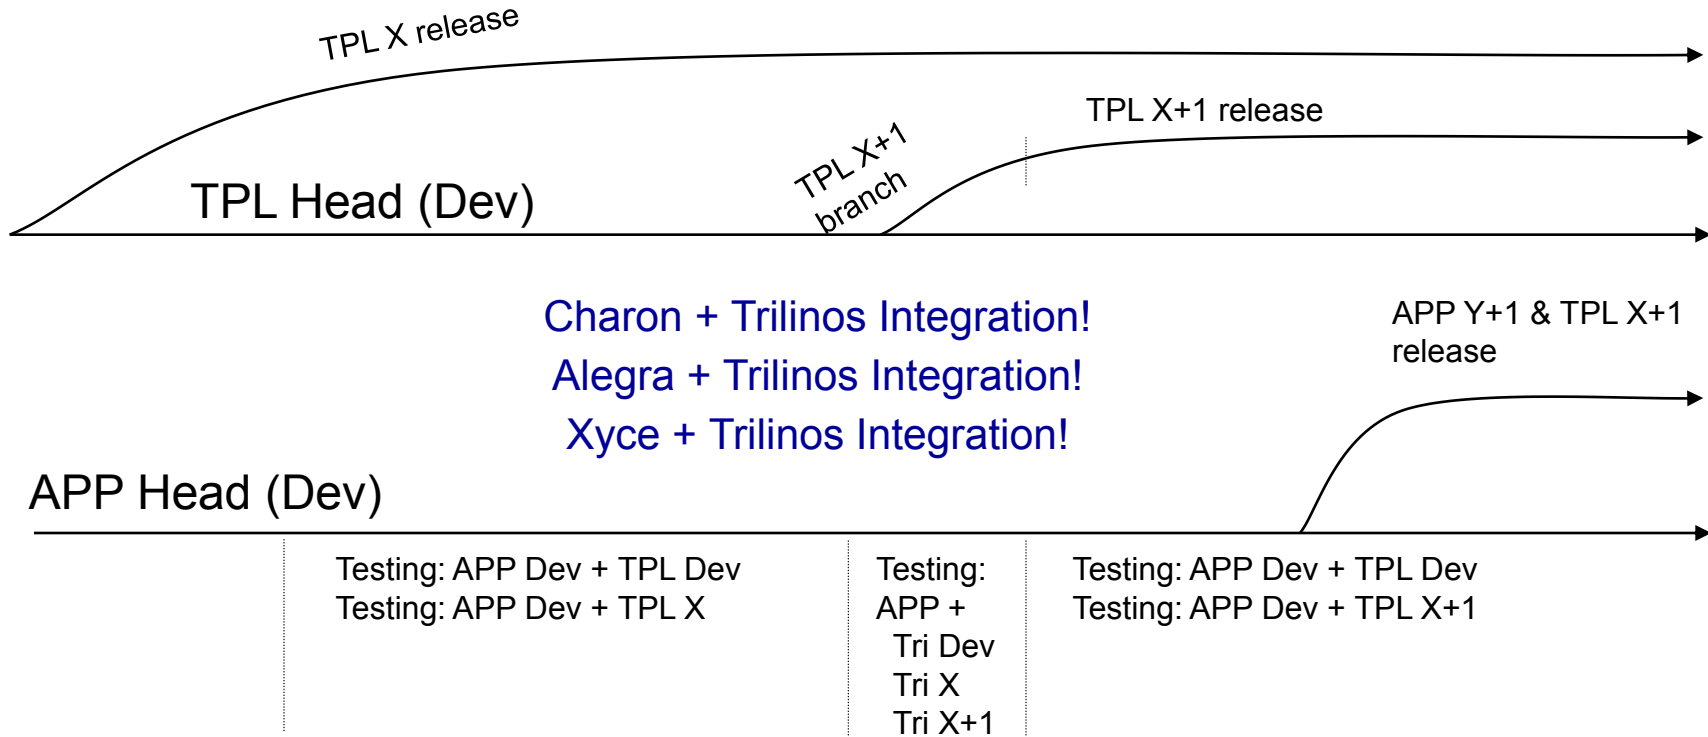 TPL X release
TPL X+1 release
TPL X+1
branch
TPL Head (Dev)
Charon + Trilinos Integration!
Alegra + Trilinos Integration!
Xyce + Trilinos Integration!
APP Y+1 & TPL X+1
release
APP Head (Dev)
Testing: APP Dev + TPL Dev
Testing: APP Dev + TPL X
Testing:
APP +
Tri Dev
Tri X
Tri X+1
Testing: APP Dev + TPL Dev
Testing: APP Dev + TPL X+1